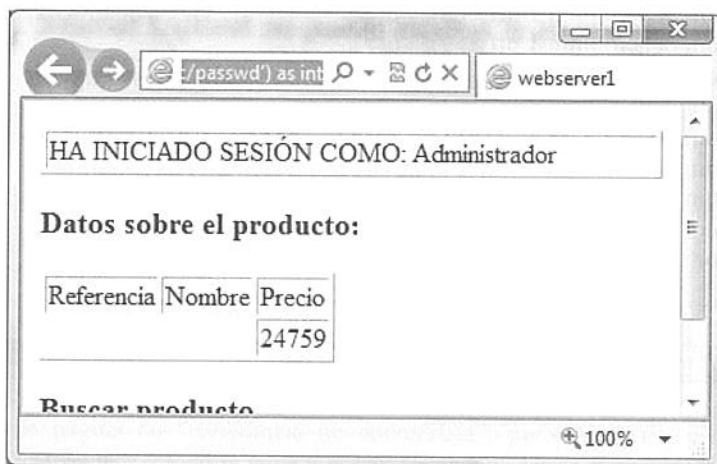 :/passwd') as int
webserver1
HA INICIADO SESIÓN COMO: Administrador
Datos sobre el producto:
Referencia Nombre Precio
24759
Buscar producto
100%